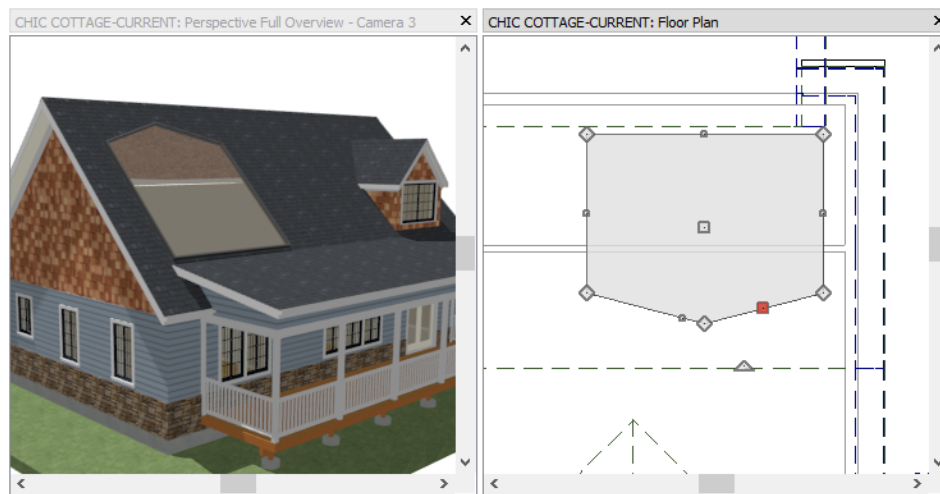 CHIC COTTAGE-CURRENT: Perspective Full Overview - Camera 3
CHIC COTTAGE-CURRENT: Floor Plan